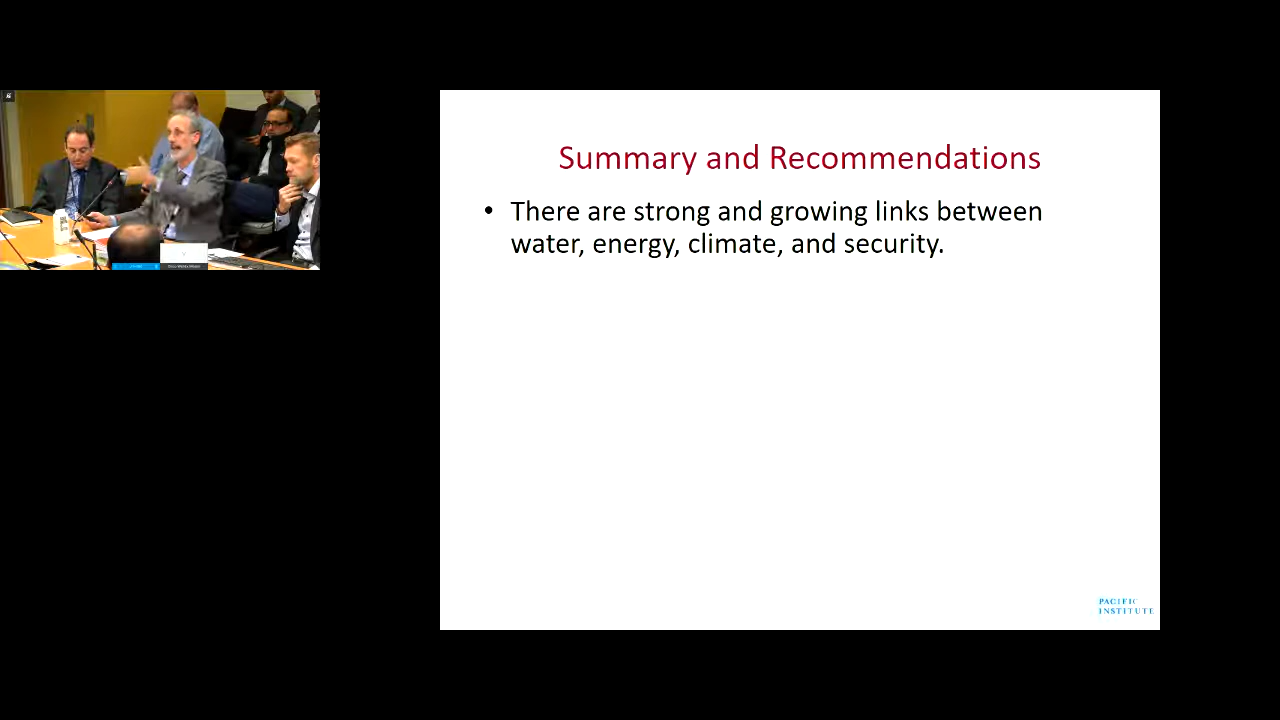 Summary and Recommendations
• There are strong and growing links between
water, energy, climate, and security.
PACIFIC
INSTITUTE